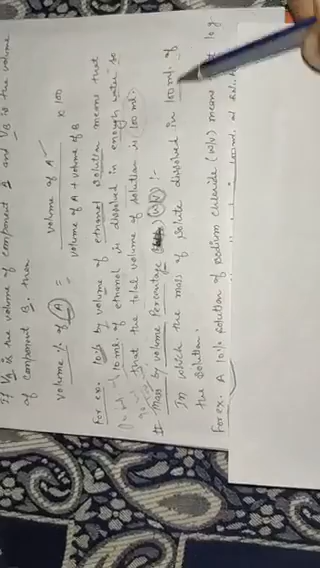 If VA is the volume of component A and VB is the volume
of component B. then
volume % of A = volume of A / volume of A + volume of B x 100
For ex. 10% by volume of ethanol solution means that
10 ml. of ethanol is dissolved in enough water so
that the total volume of solution is 100 ml.
# Mass by volume Percentage (w/v) :-
In which the mass of solute dissolved in 100 ml. of
the solution.
For ex. A 10% solution of sodium chloride (w/v) means 10 g.